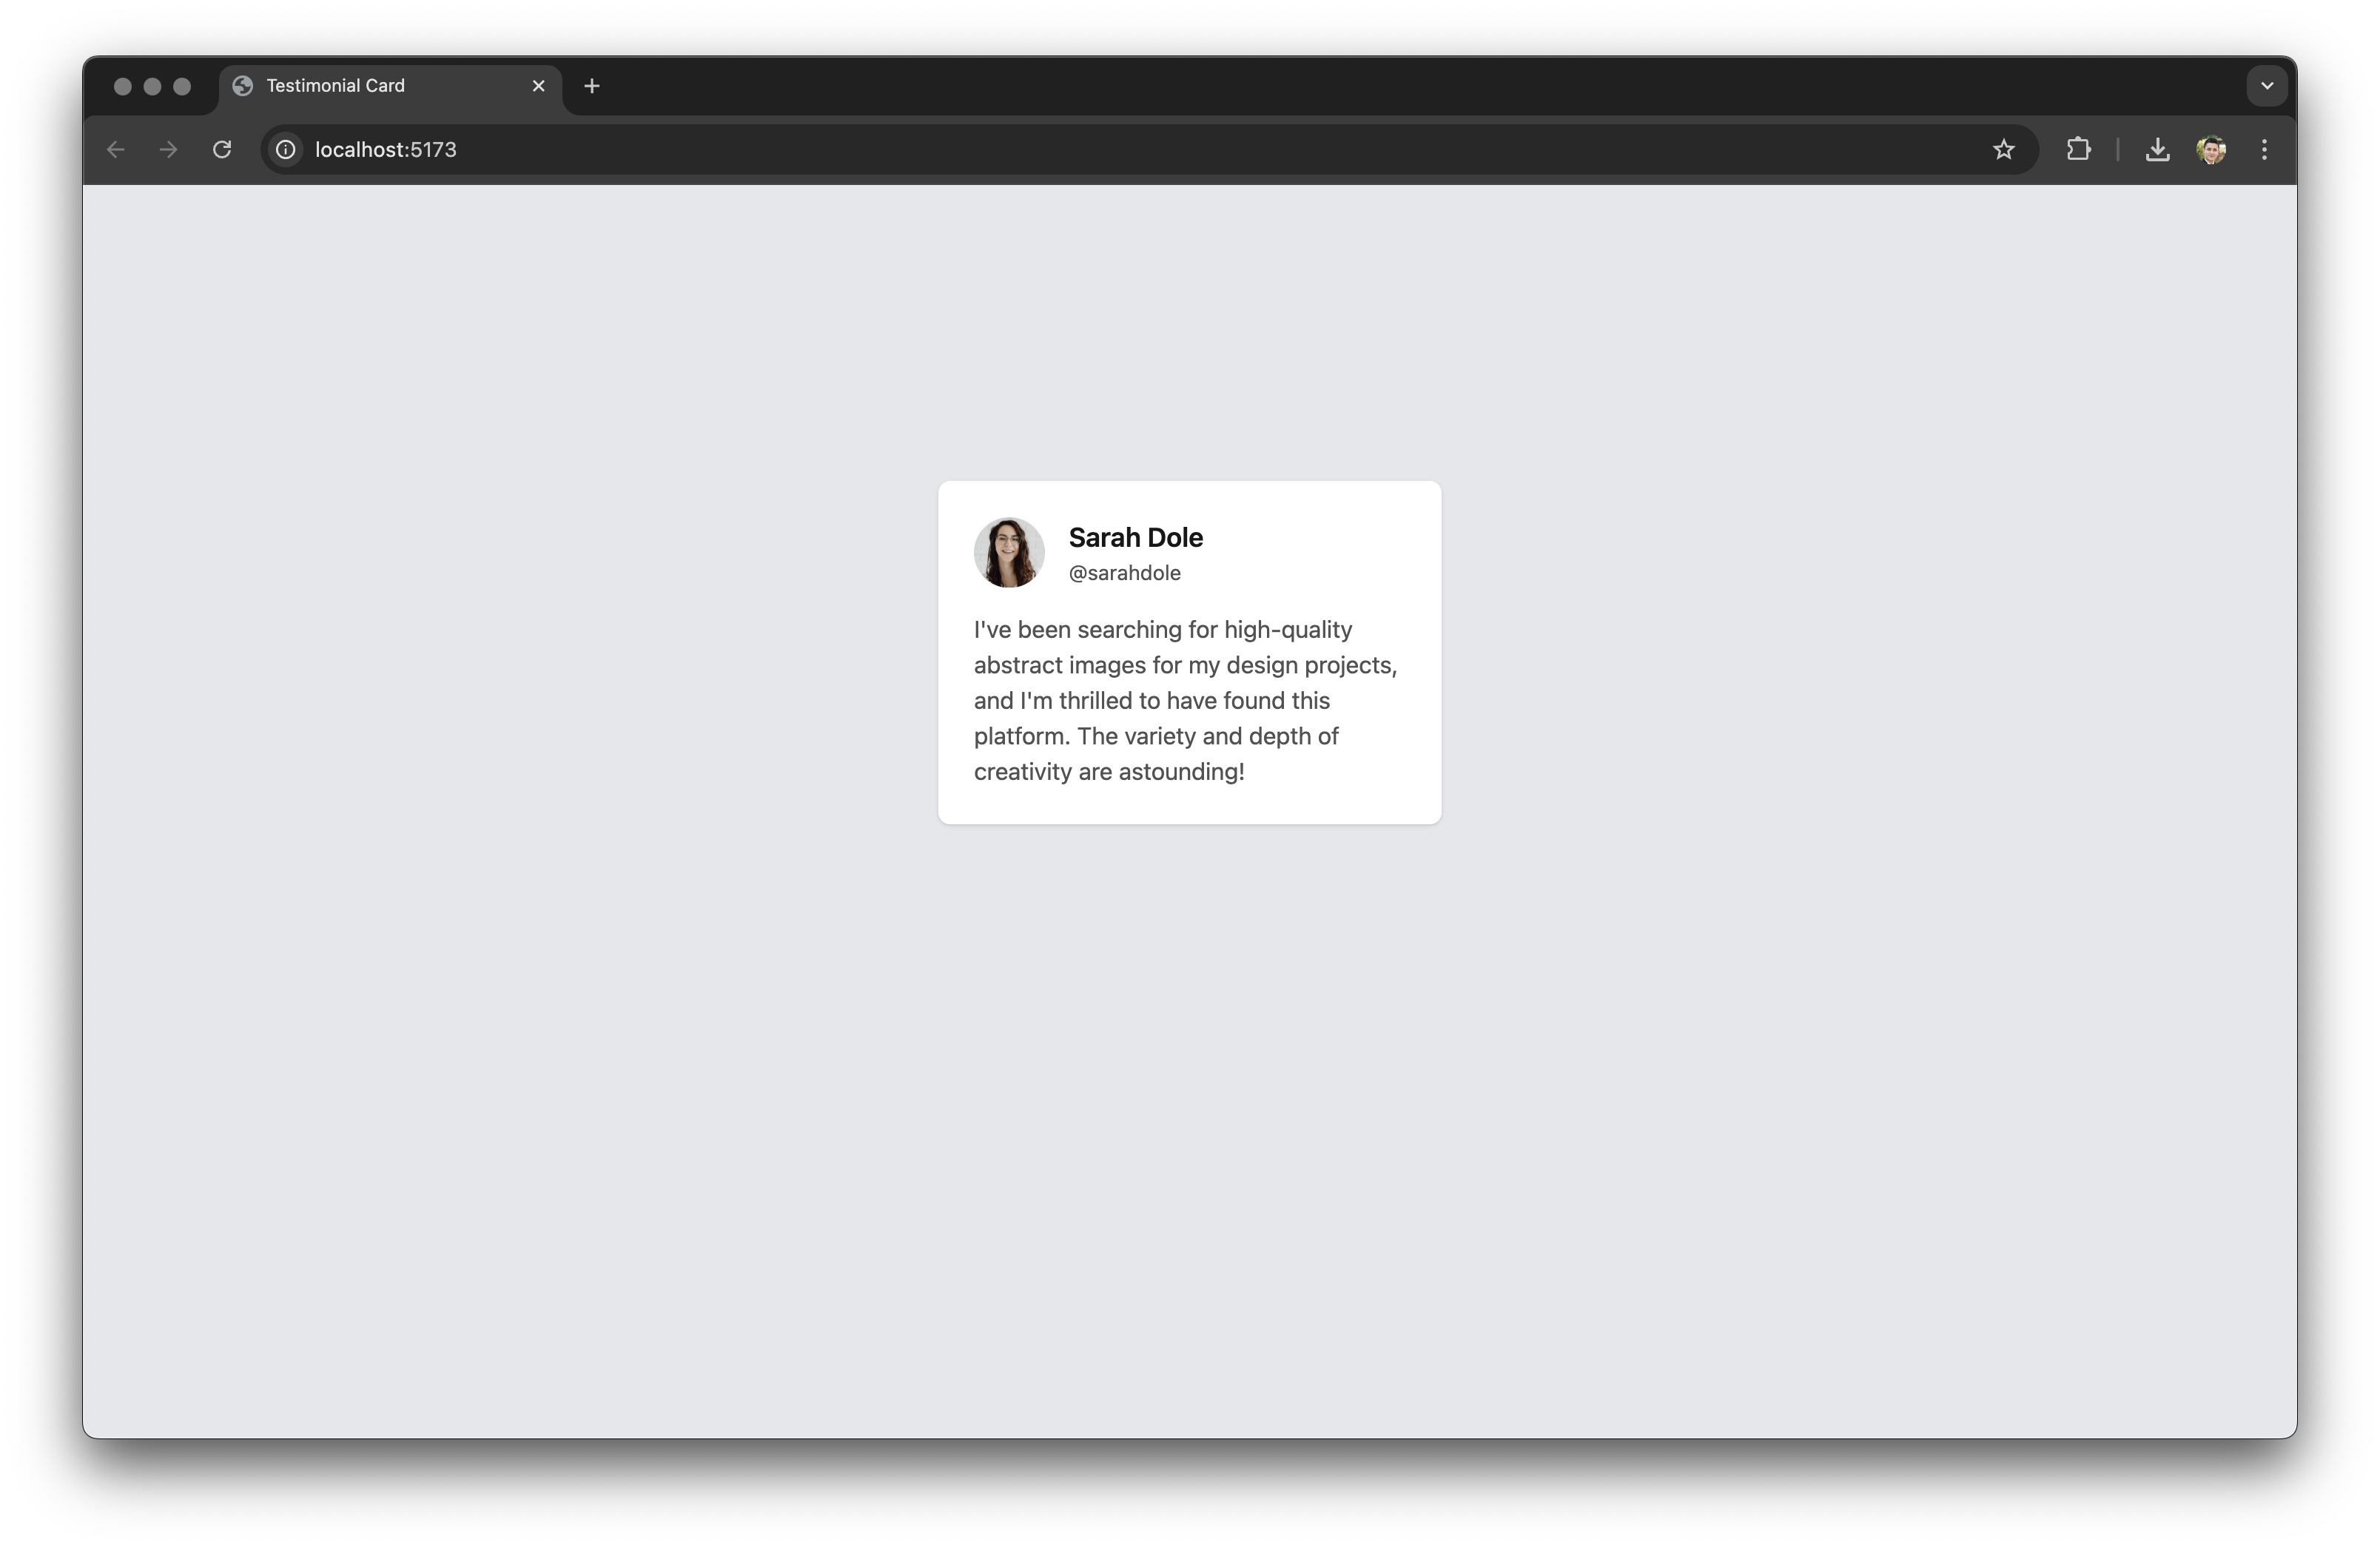 Testimonial Card
localhost:5173
Sarah Dole
@sarahdole
I've been searching for high-quality
abstract images for my design projects,
and I'm thrilled to have found this
platform. The variety and depth of
creativity are astounding!